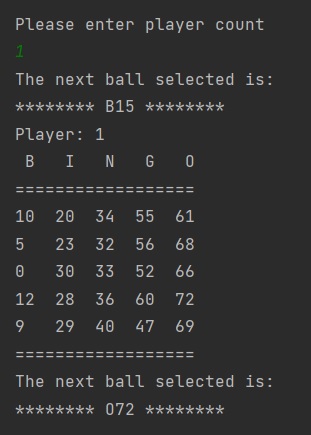 Please enter player count
1
The next ball selected is:
******** B15 ********
Player: 1
B I N G O
==================
10 20 34 55 61
5 23 32 56 68
0 30 33 52 66
12 28 36 60 72
9 29 40 47 69
==================
The next ball selected is:
******** O72 ********